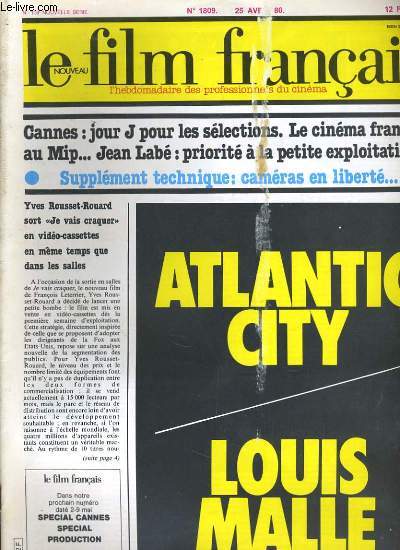 www.le-livre.com
NOUVELLE SERIE
N° 1809. 25 AVR 80. 12 F
le film françai
NOUVEAU
l'hebdomadaire des professionnels du cinéma
Cannes : jour J pour les sélections. Le cinéma fran
au Mip... Jean Labé : priorité à la petite exploitati
● Supplément technique: caméras en liberté...
Yves Rousset-Rouard
sort «Je vais craquer»
en vidéo-cassettes
en même temps que
dans les salles
A l'occasion de la sortie en salles
de Je vais craquer, le nouveau film
de François Leterrier, Yves Rous-
set-Rouard a décidé de lancer une
petite bombe : le film est mis en
vente en vidéo-cassettes dès la
première semaine d'exploitation.
Cette stratégie, directement inspirée
de celle que se proposent d'adopter
les dirigeants de la Fox aux
Etats-Unis, repose sur une analyse
nouvelle de la segmentation des
publics. Pour Yves Rousset-
Rouard, le niveau des prix et le
nombre limité des équipements font
qu'il n'y a pas de duplication entre
les deux formes de
commercialisation : il se vend
actuellement à 15 000 lecteurs par
mois, mais le parc et le réseau de
distribution sont encore loin d'avoir
atteint le développement
souhaitable ; en revanche, si l'on
raisonne à l'échelle mondiale, les
quatre millions d'appareils exis-
tants constituent un véritable mar-
ché. Au rythme de 10 titres nou-
(suite page 4)
le film français
Dans notre
prochain numéro
daté 2-9 mai
SPECIAL CANNES
SPECIAL
PRODUCTION
ATLANTIC
CITY
LOUIS
MALLE